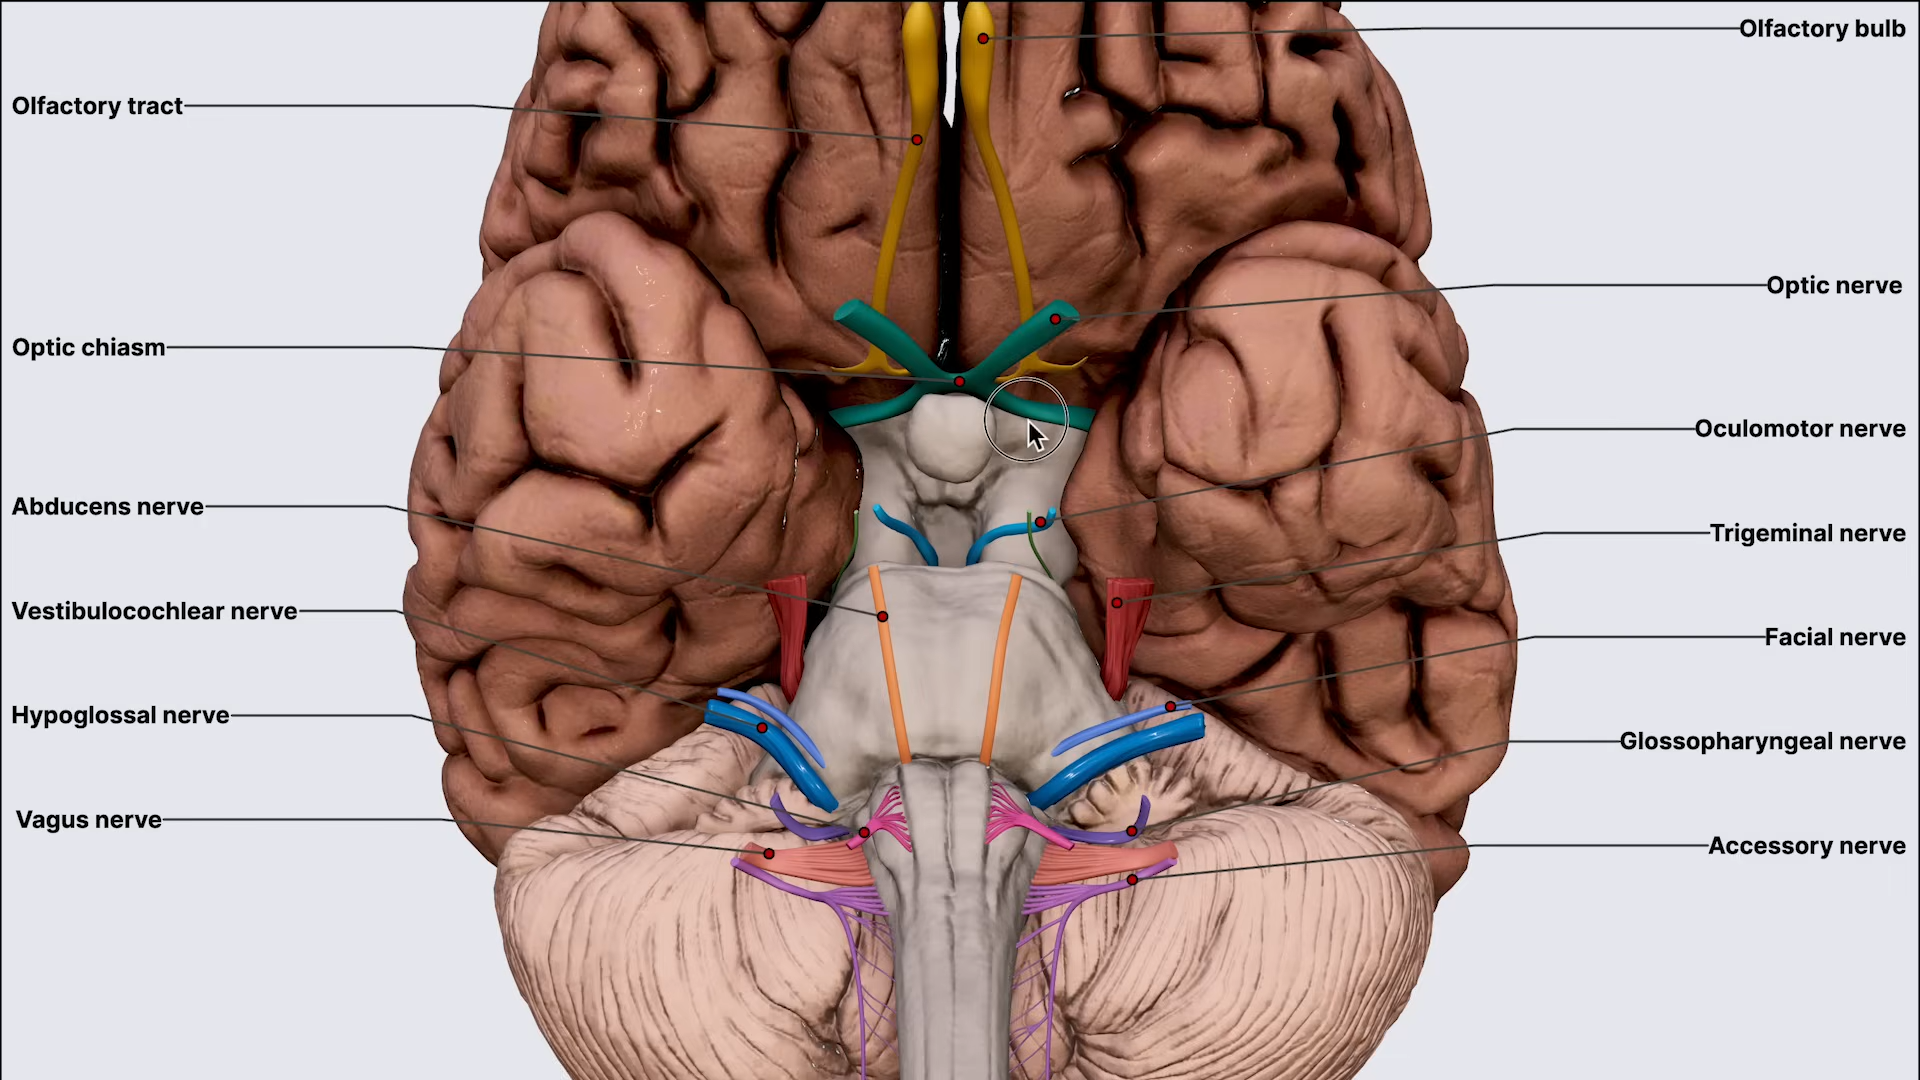 Olfactory bulb
Olfactory tract
Optic nerve
Optic chiasm
Oculomotor nerve
Abducens nerve
Trigeminal nerve
Vestibulocochlear nerve
Facial nerve
Hypoglossal nerve
Glossopharyngeal nerve
Vagus nerve
Accessory nerve